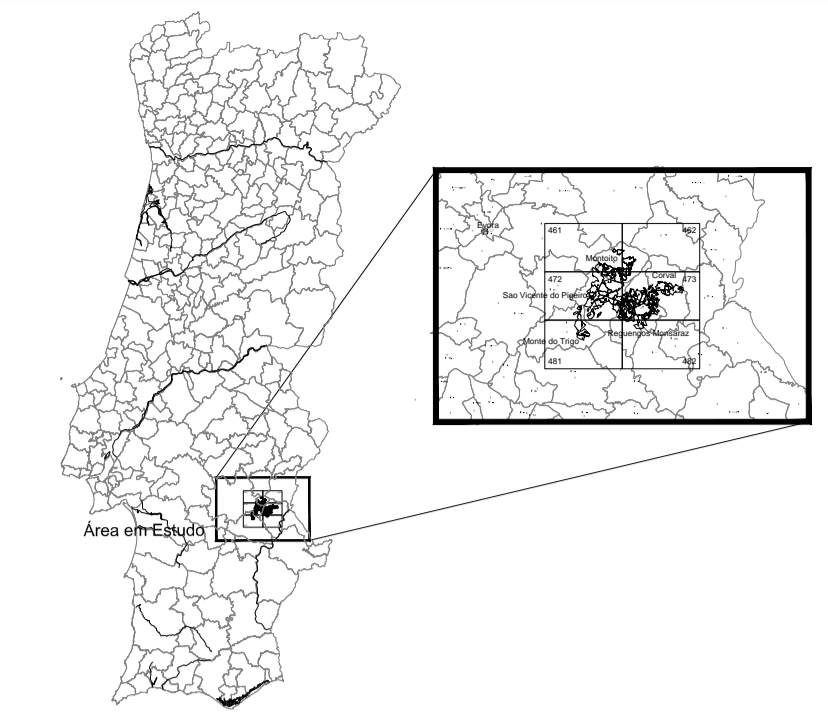 Evora
461
462
Montoito
472
Corval
473
Sao Vicente do Pigeiro
Reguengos Monsaraz
Monte do Trigo
481
482
Área em Estudo